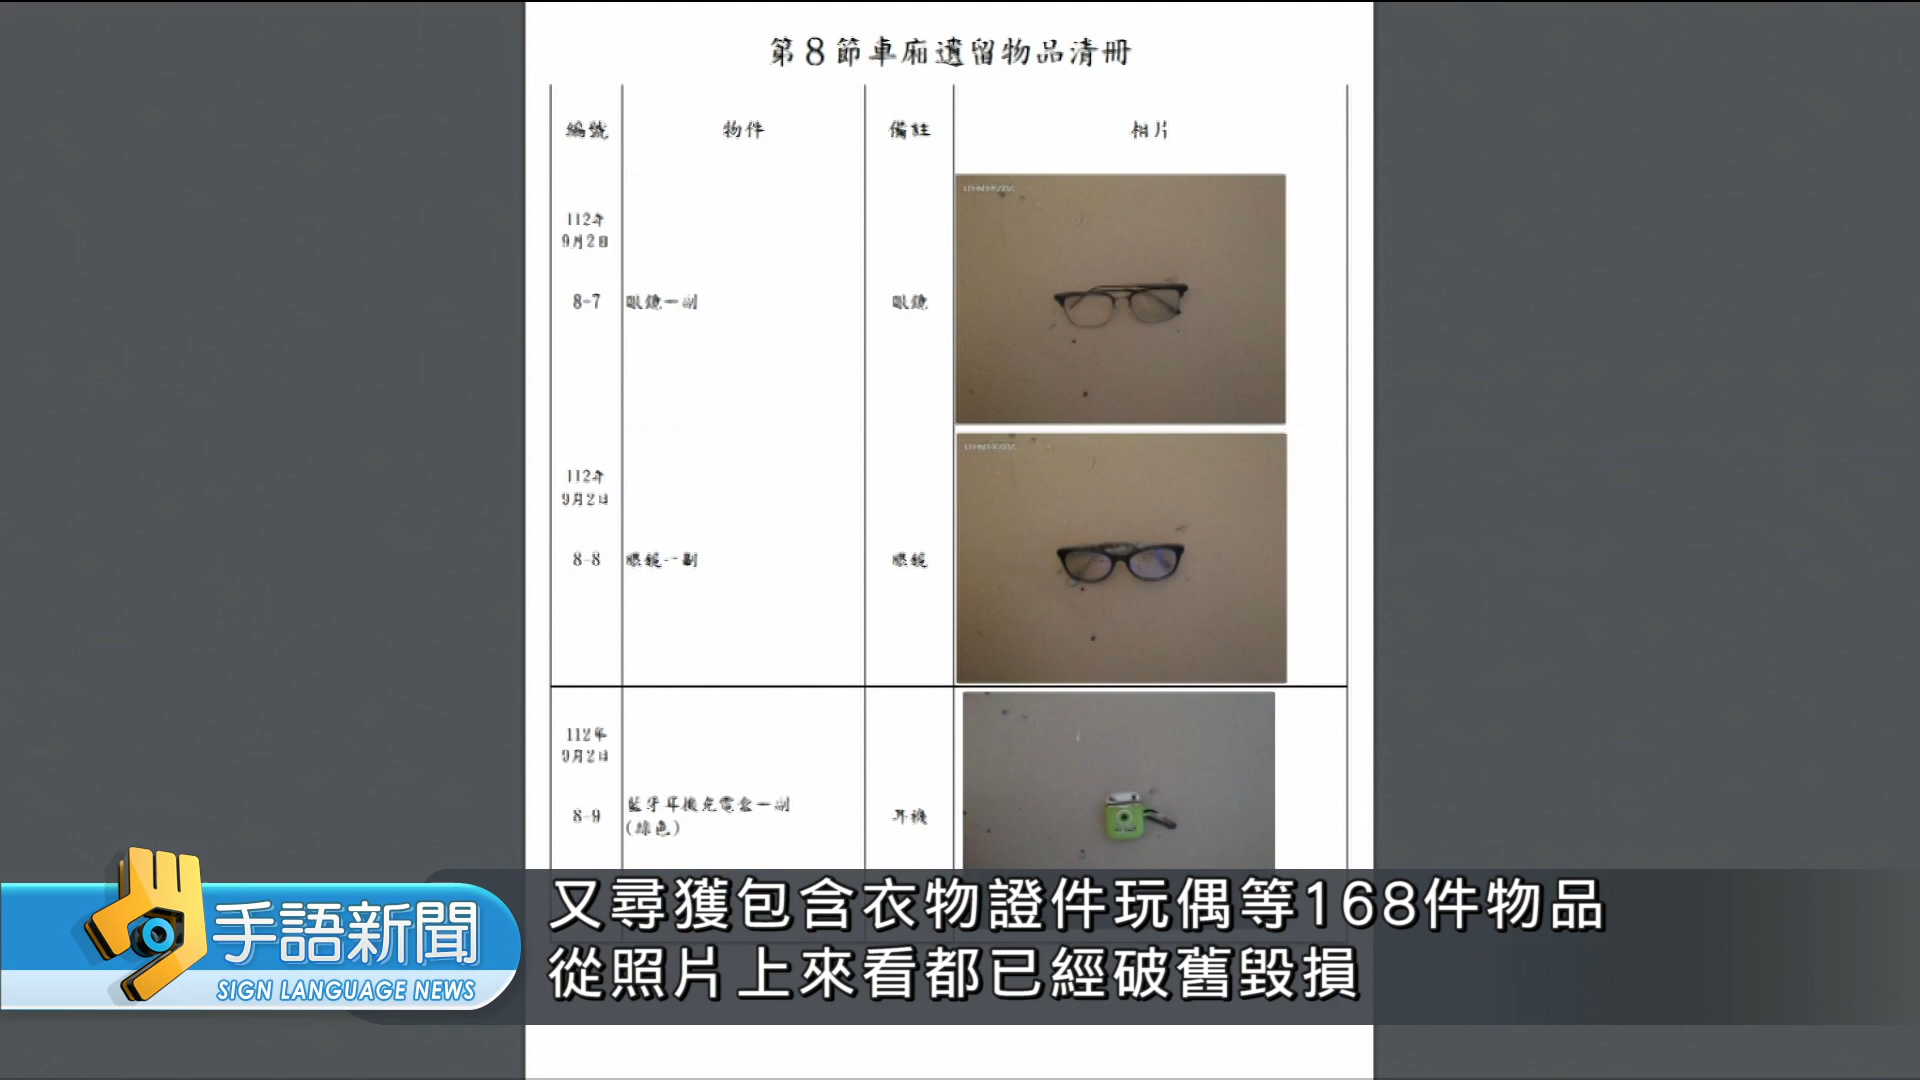 第8節車廂遺留物品清冊
編號 物件 備註 相片
112年
9月2日
8-7 眼鏡一副 眼鏡
112年
9月2日
8-8 眼鏡一副 眼鏡
112年
9月2日
8-9 藍牙耳機充電盒一副
(綠色) 耳機
又尋獲包含衣物證件玩偶等168件物品
從照片上來看都已經破舊毀損
手語新聞
SIGN LANGUAGE NEWS